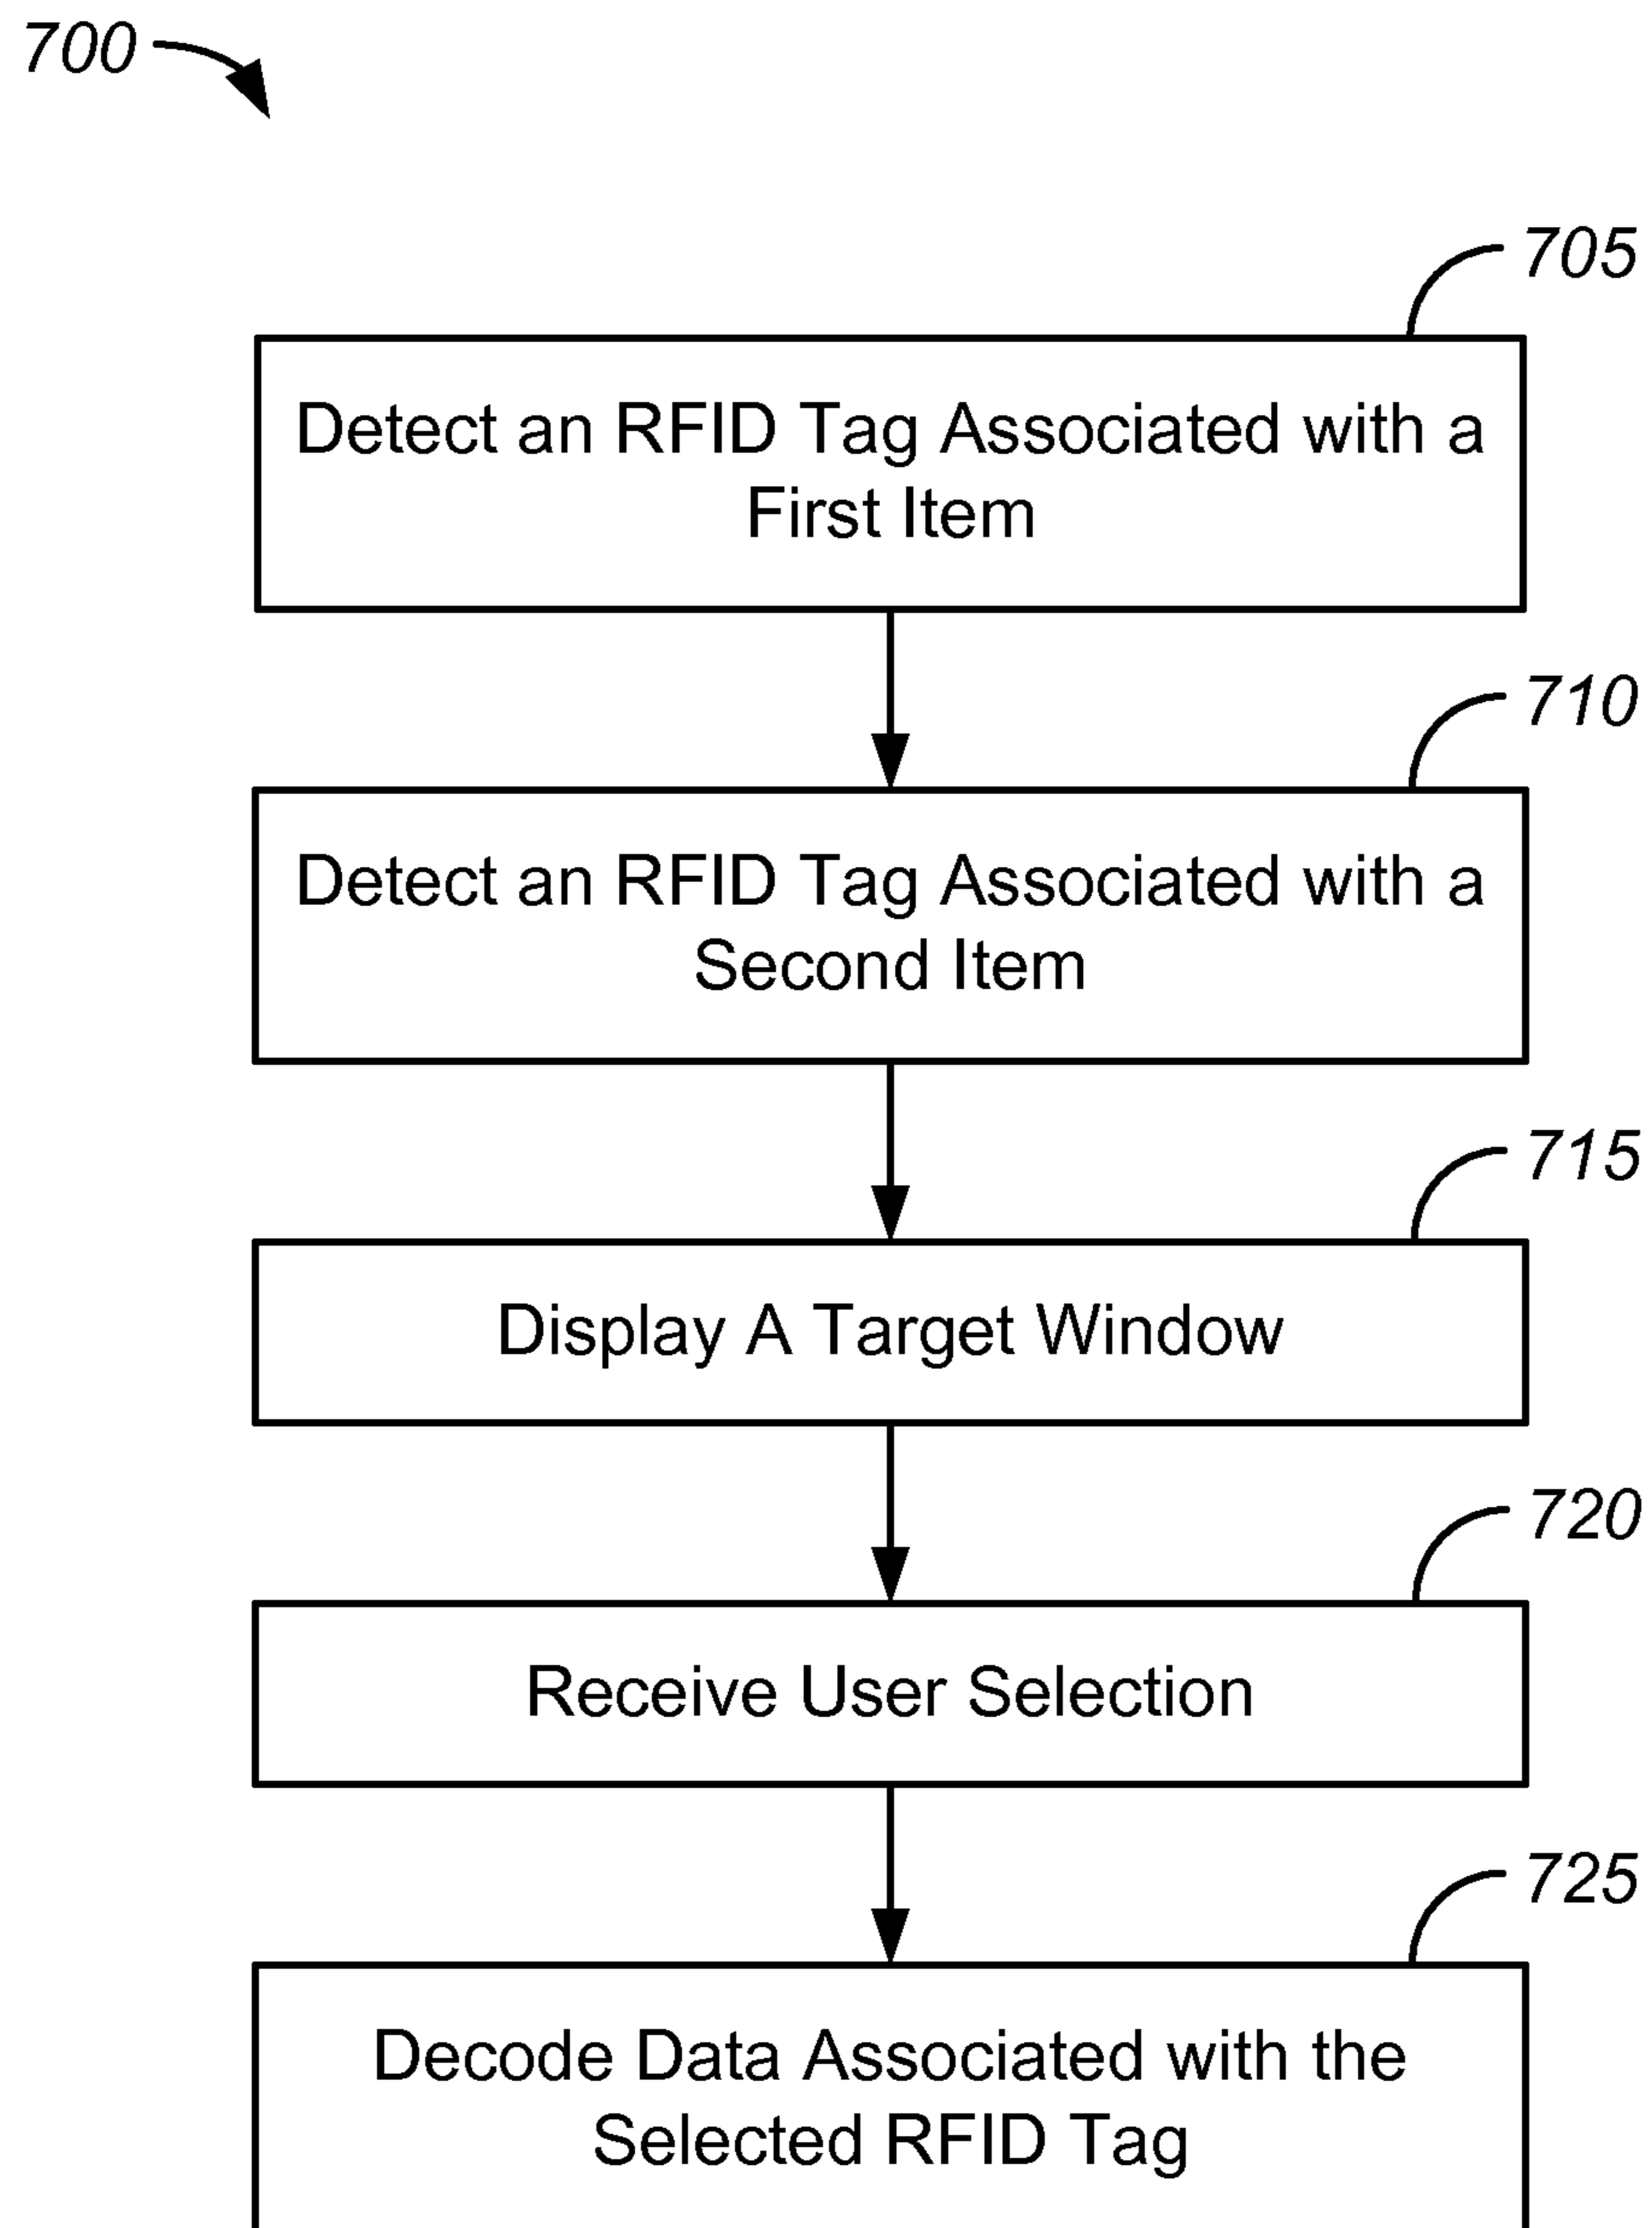 700
705
Detect an RFID Tag Associated with a
First Item
710
Detect an RFID Tag Associated with a
Second Item
715
Display A Target Window
720
Receive User Selection
725
Decode Data Associated with the
Selected RFID Tag